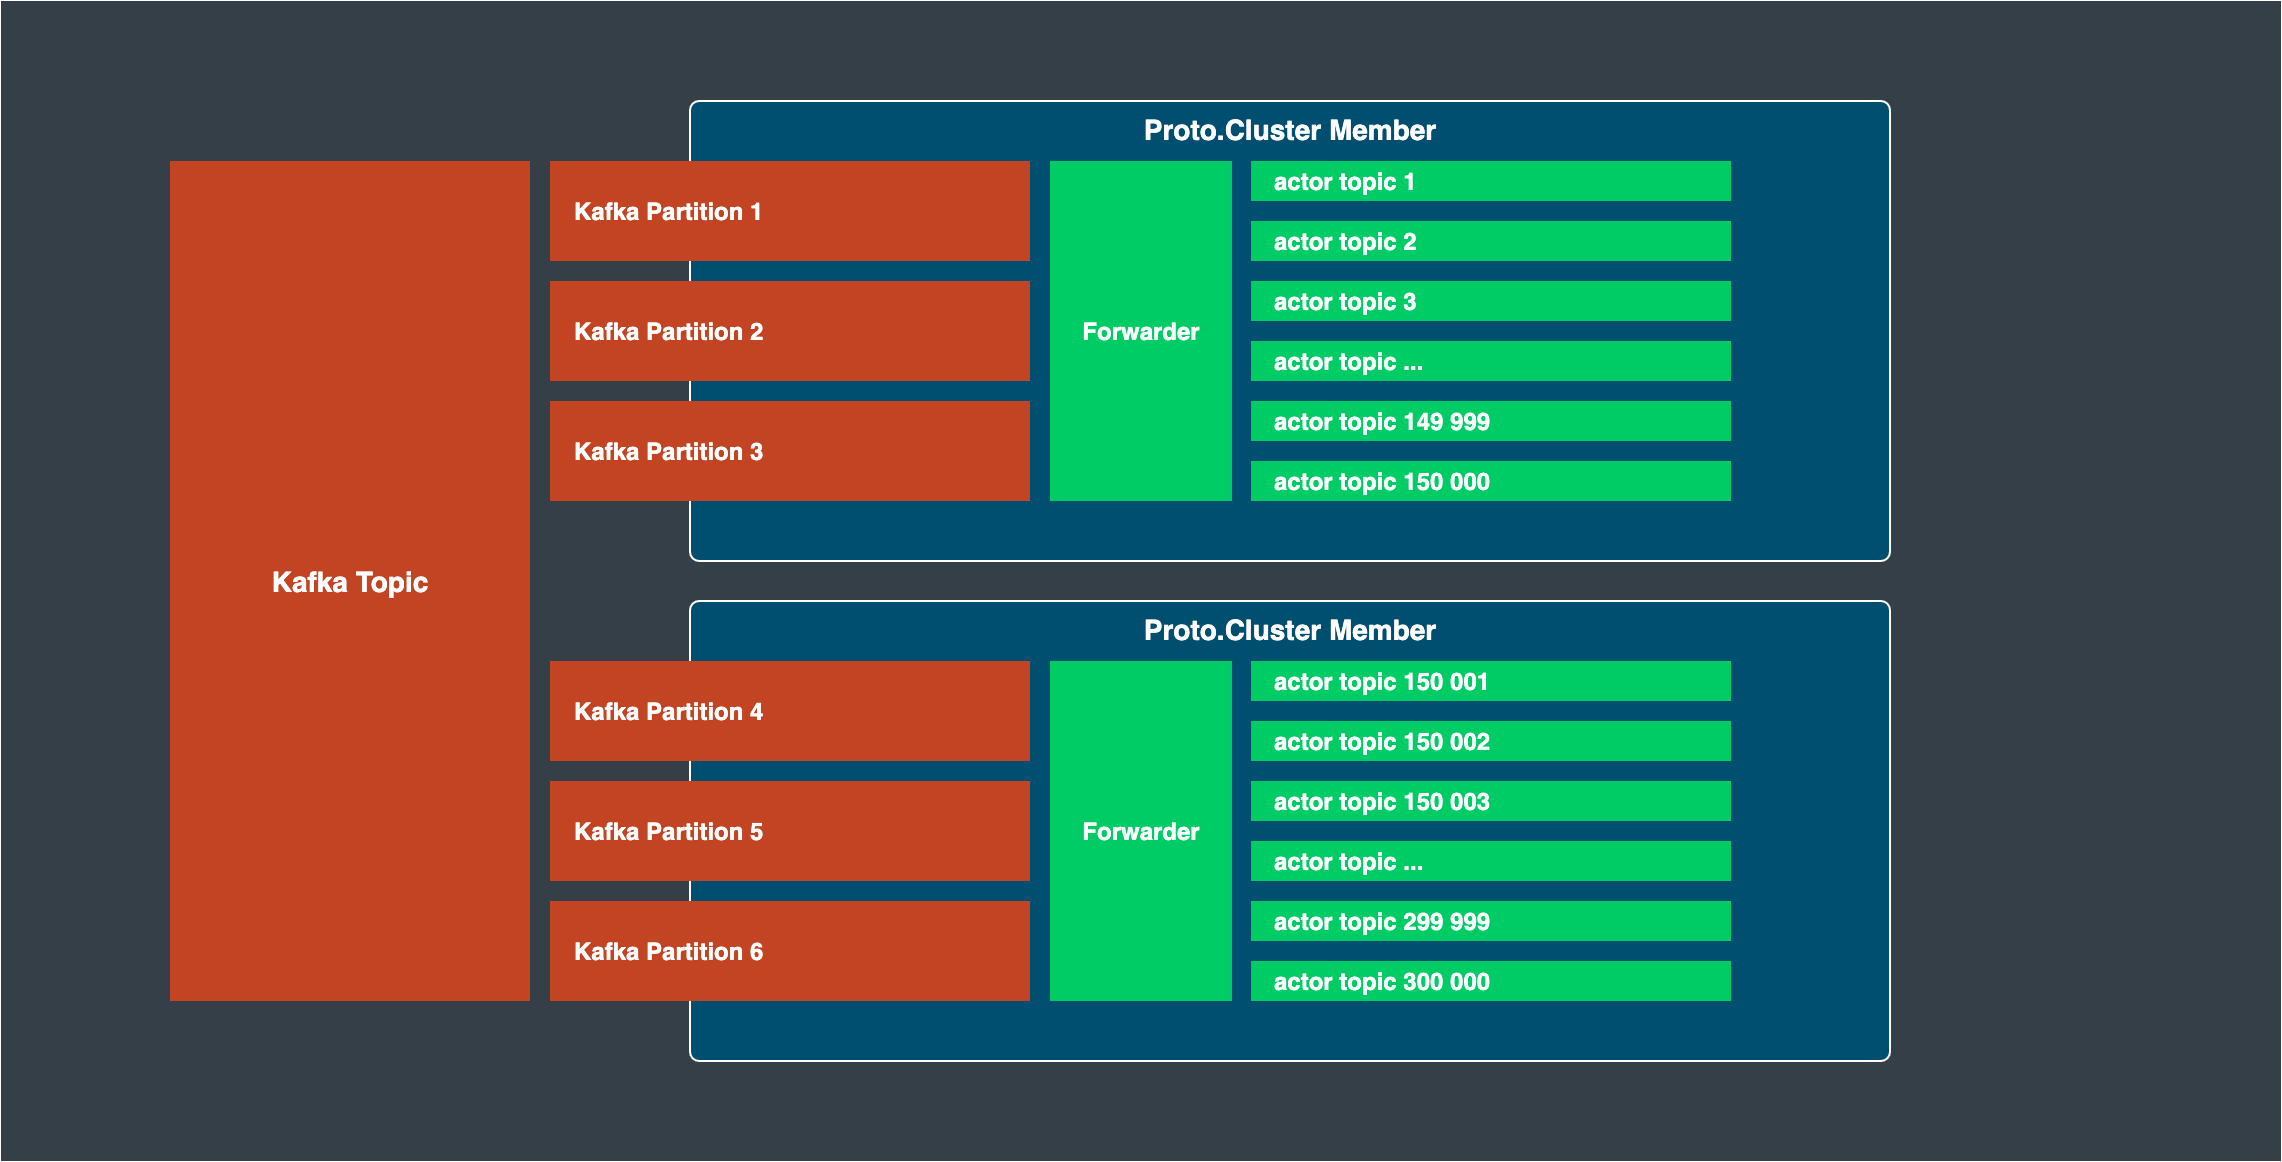 Proto.Cluster Member
Kafka Topic
Kafka Partition 1
Kafka Partition 2
Kafka Partition 3
Forwarder
actor topic 1
actor topic 2
actor topic 3
actor topic ...
actor topic 149 999
actor topic 150 000
Proto.Cluster Member
Kafka Partition 4
Kafka Partition 5
Kafka Partition 6
Forwarder
actor topic 150 001
actor topic 150 002
actor topic 150 003
actor topic ...
actor topic 299 999
actor topic 300 000